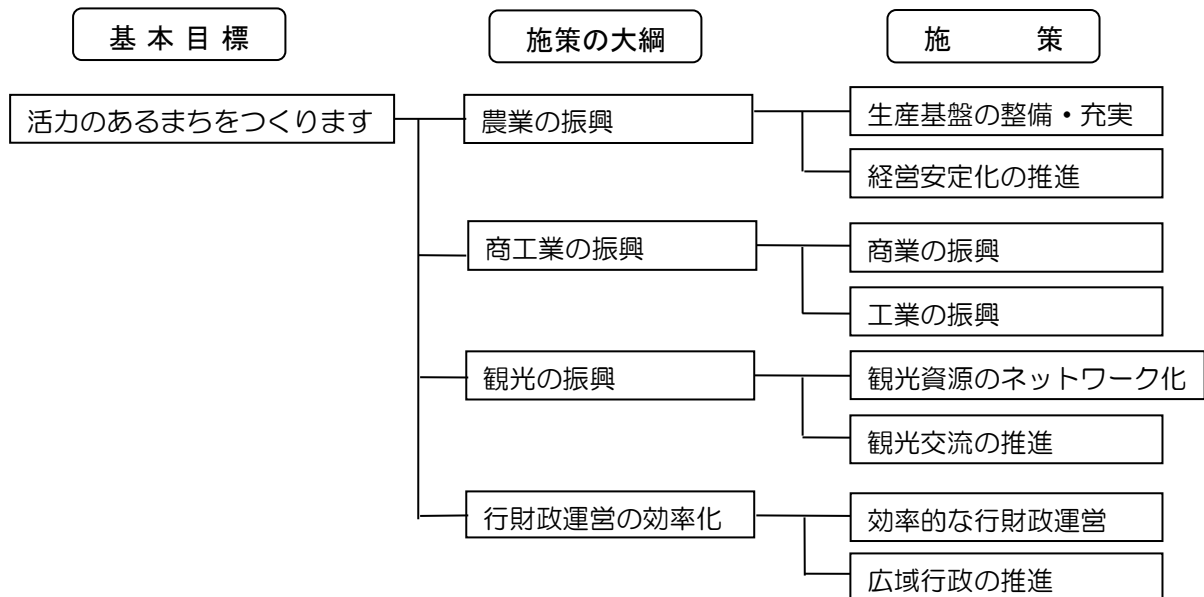 基 本 目 標
施策の大綱
施 策
活力のあるまちをつくります
農業の振興
生産基盤の整備・充実
経営安定化の推進
商工業の振興
商業の振興
工業の振興
観光の振興
観光資源のネットワーク化
観光交流の推進
行財政運営の効率化
効率的な行財政運営
広域行政の推進